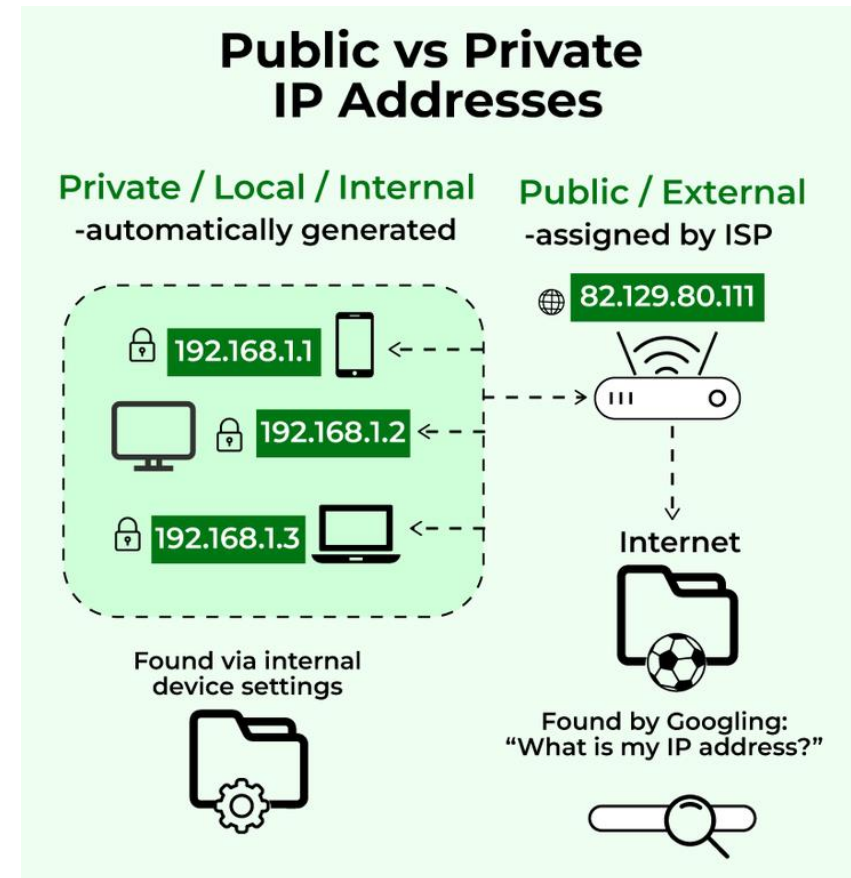 Public vs Private
IP Addresses
Private / Local / Internal
-automatically generated
192.168.1.1
192.168.1.2
192.168.1.3
Found via internal
device settings
Public / External
-assigned by ISP
82.129.80.111
Internet
Found by Googling:
“What is my IP address?”